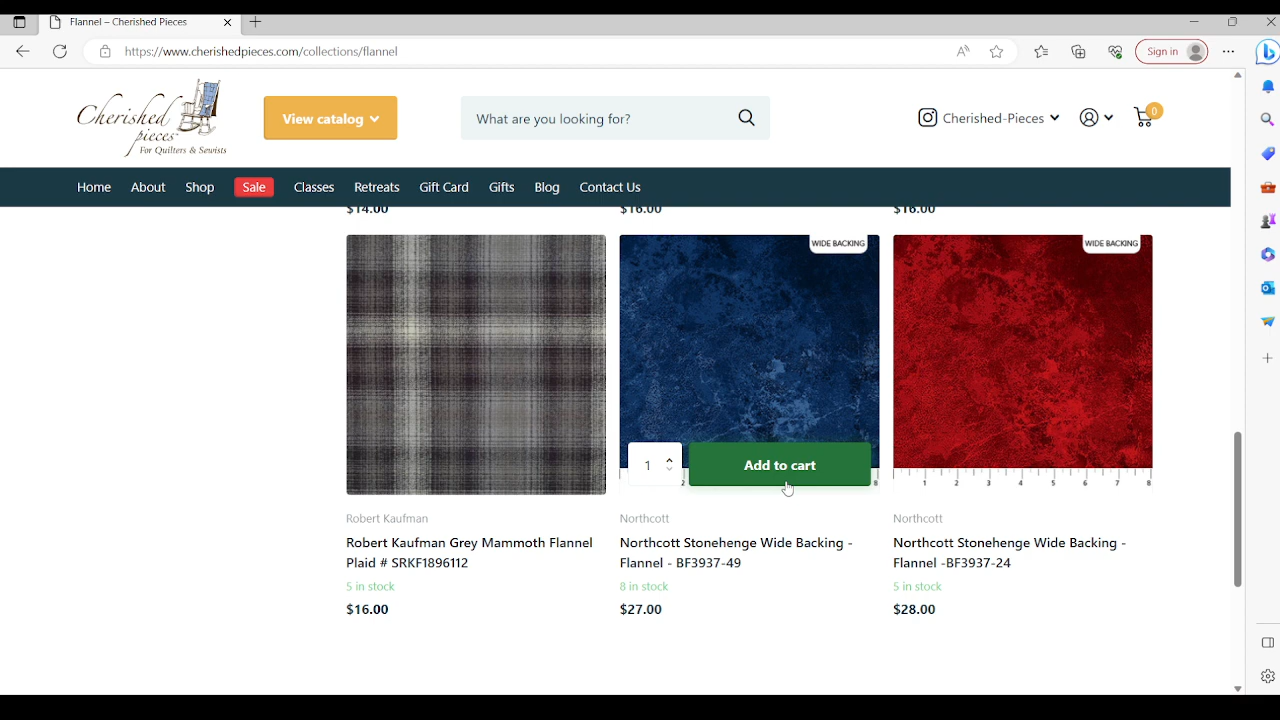 Flannel – Cherished Pieces
https://www.cherishedpieces.com/collections/flannel
Sign in
Cherished
pieces
For Quilters & Sewists
View catalog
What are you looking for?
Cherished-Pieces
0
Home About Shop Sale Classes Retreats Gift Card Gifts Blog Contact Us
$14.00 $16.00 $16.00
WIDE BACKING WIDE BACKING
1 Add to cart
2 8 1 2 3 4 5 6 7 8
Robert Kaufman
Robert Kaufman Grey Mammoth Flannel
Plaid # SRKF1896112
5 in stock
$16.00
Northcott
Northcott Stonehenge Wide Backing -
Flannel - BF3937-49
8 in stock
$27.00
Northcott
Northcott Stonehenge Wide Backing -
Flannel -BF3937-24
5 in stock
$28.00